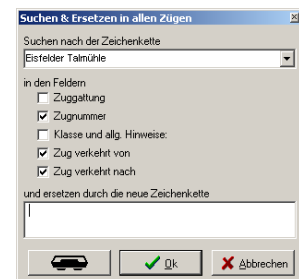 Suchen & Ersetzen in allen Zügen
Suchen nach der Zeichenkette
Eisfelder Talmühle
in den Feldern
Zuggattung
Zugnummer
Klasse und allg. Hinweise:
Zug verkehrt von
Zug verkehrt nach
und ersetzen durch die neue Zeichenkette
Ok
Abbrechen